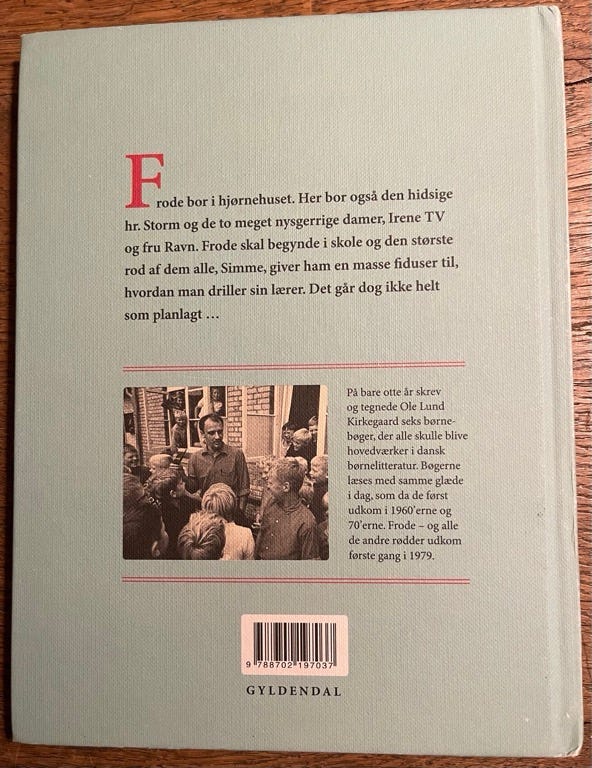 Frode bor i hjørnehuset. Her bor også den hidsige
hr. Storm og de to meget nysgerrige damer, Irene TV
og fru Ravn. Frode skal begynde i skole og den største
rod af dem alle, Simme, giver ham en masse fiduser til,
hvordan man driller sin lærer. Det går dog ikke helt
som planlagt …
På bare otte år skrev
og tegnede Ole Lund
Kirkegaard seks børne-
bøger, der alle skulle blive
hovedværker i dansk
børnelitteratur. Bøgerne
læses med samme glæde
i dag, som da de først
udkom i 1960'erne og
70'erne. Frode – og alle
de andre rødder udkom
første gang i 1979.
9 788702 197037
GYLDENDAL